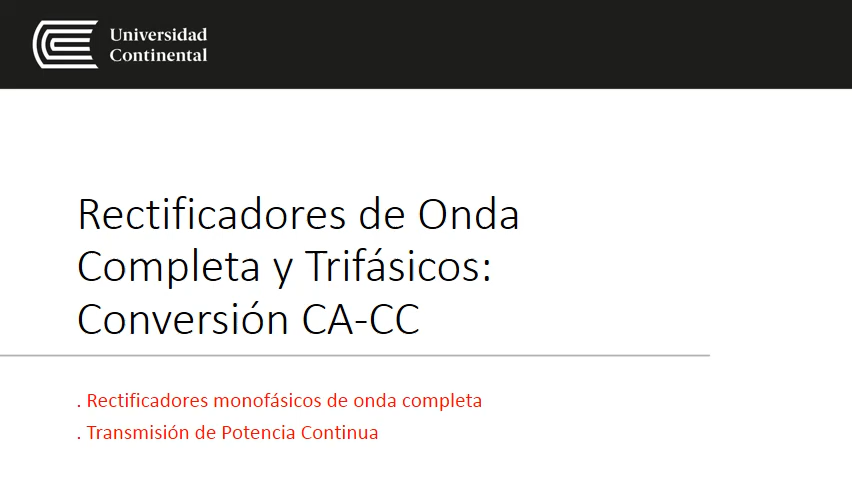 Universidad
Continental
Rectificadores de Onda
Completa y Trifásicos:
Conversión CA-CC
. Rectificadores monofásicos de onda completa
. Transmisión de Potencia Continua